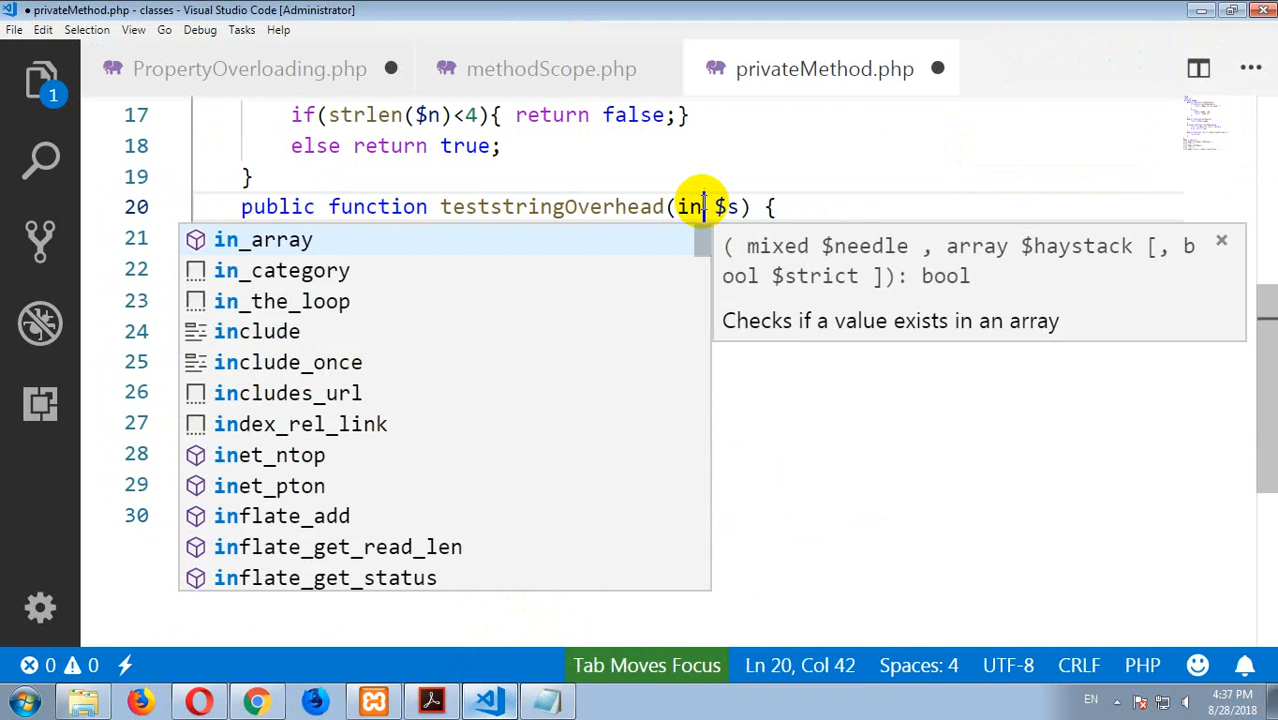 ● privateMethod.php - classes - Visual Studio Code [Administrator]
File Edit Selection View Go Debug Tasks Help
PropertyOverloading.php ● methodScope.php privateMethod.php ●
1
17 if(strlen($n)<4){ return false;}
18 else return true;
19 }
20 public function teststringOverhead(in $s) {
21 in_array
22 in_category
23 in_the_loop
24 include
25 include_once
26 includes_url
27 index_rel_link
28 inet_ntop
29 inet_pton
30 inflate_add
inflate_get_read_len
inflate_get_status
( mixed $needle , array $haystack [, b
ool $strict ]): bool
Checks if a value exists in an array
0 0 Tab Moves Focus Ln 20, Col 42 Spaces: 4 UTF-8 CRLF PHP
EN 4:37 PM
8/28/2018